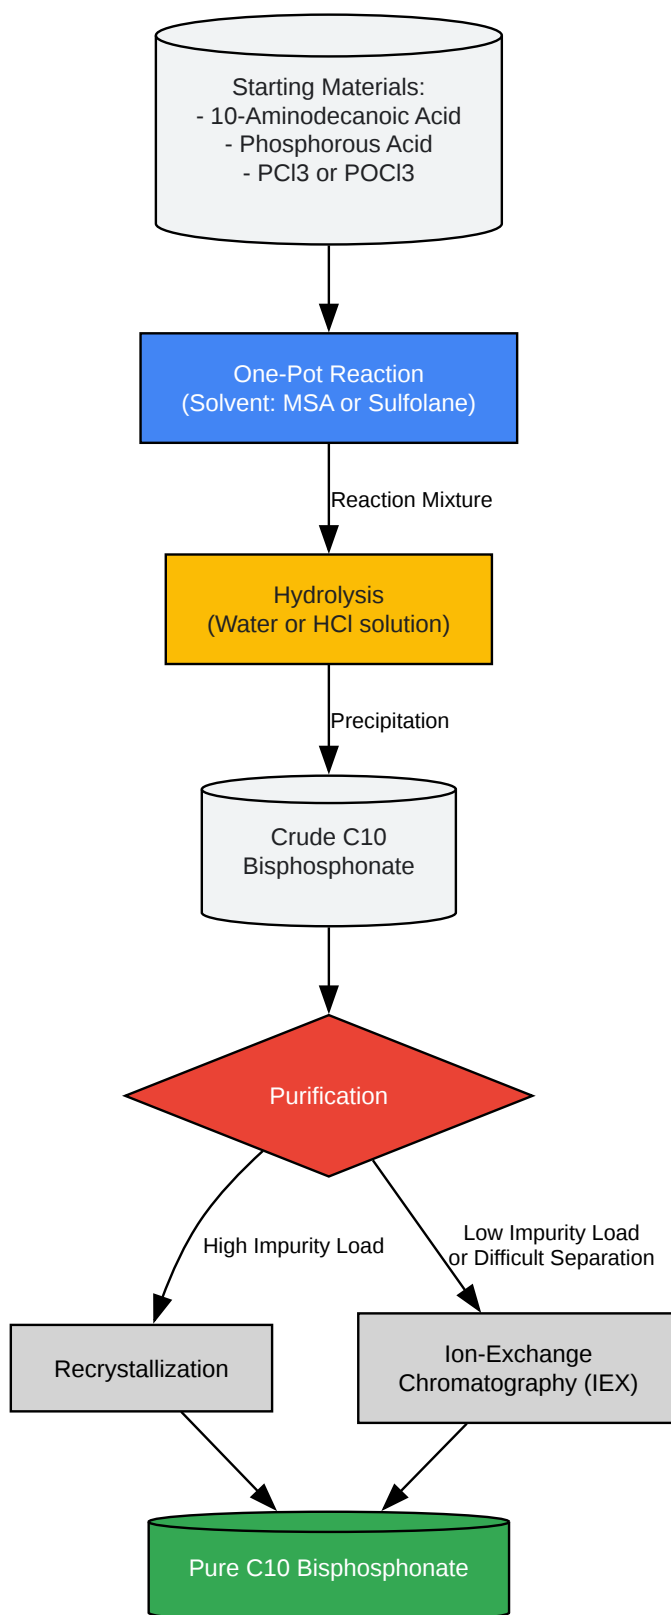 Starting Materials:
- 10-Aminodecanoic Acid
- Phosphorous Acid
- PCl3 or POCl3
One-Pot Reaction
(Solvent: MSA or Sulfolane)
Reaction Mixture
Hydrolysis
(Water or HCl solution)
Precipitation
Crude C10
Bisphosphonate
Purification
High Impurity Load
Low Impurity Load
or Difficult Separation
Recrystallization
Ion-Exchange
Chromatography (IEX)
Pure C10 Bisphosphonate